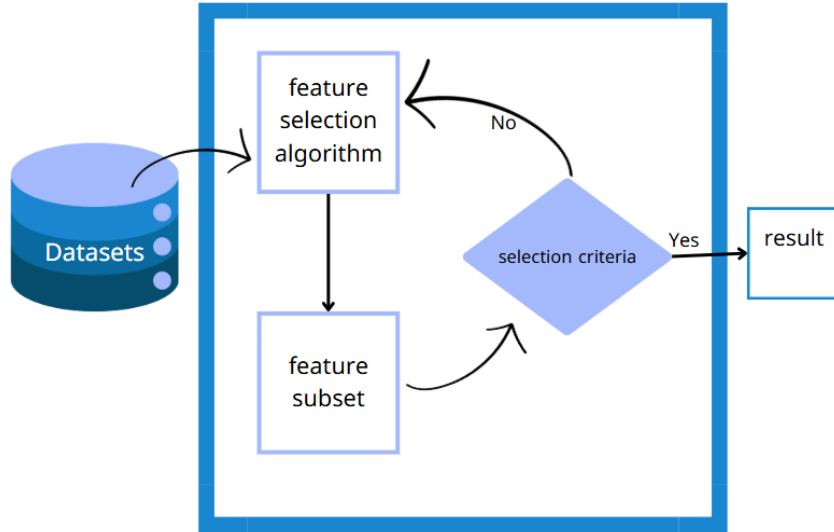 feature
selection
algorithm
No
Datasets
selection criteria
Yes
result
feature
subset